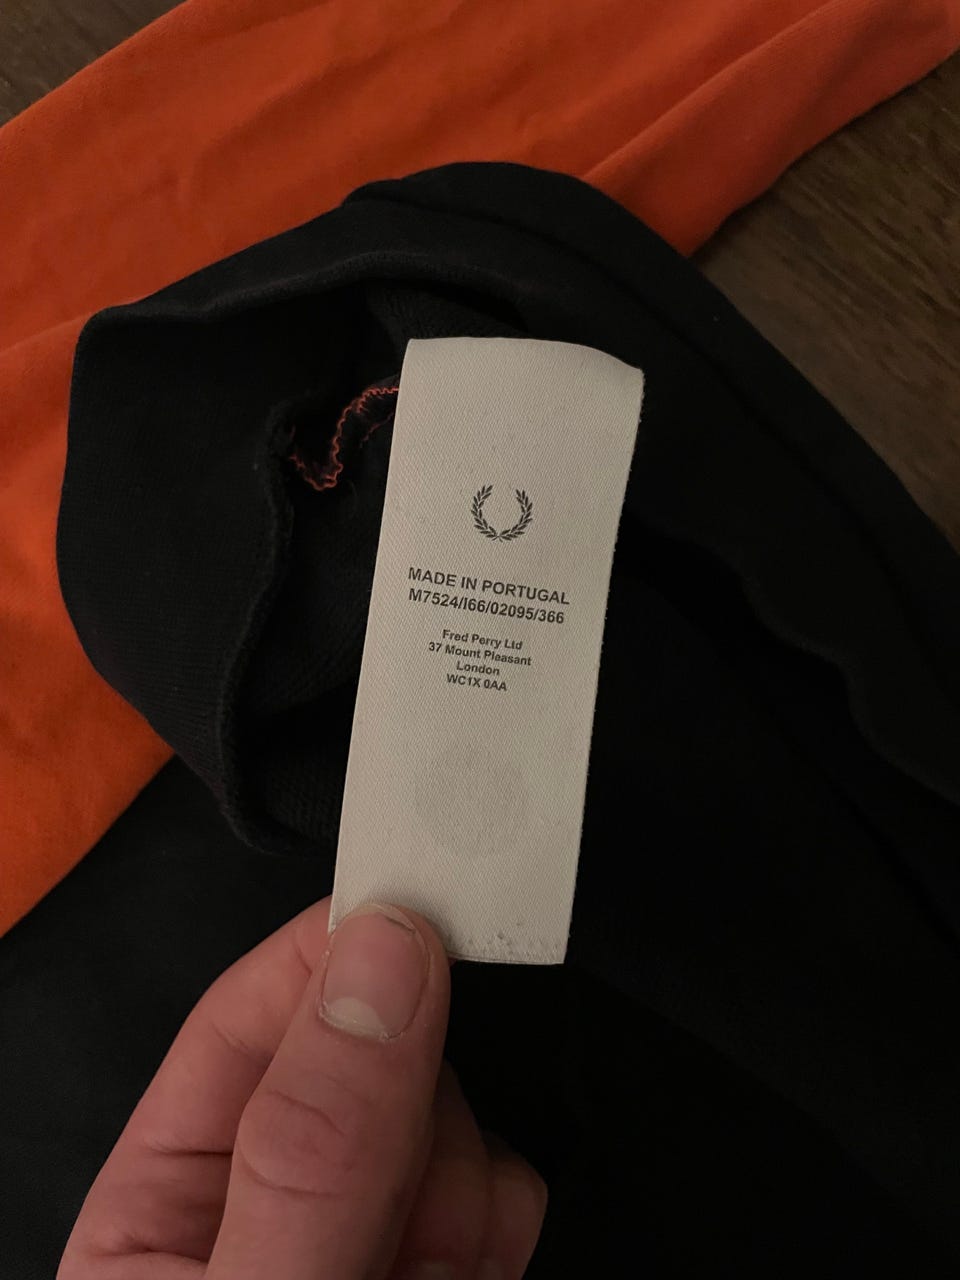 MADE IN PORTUGAL
M7524/I66/02095/366
Fred Perry Ltd
37 Mount Pleasant
London
WC1X 0AA